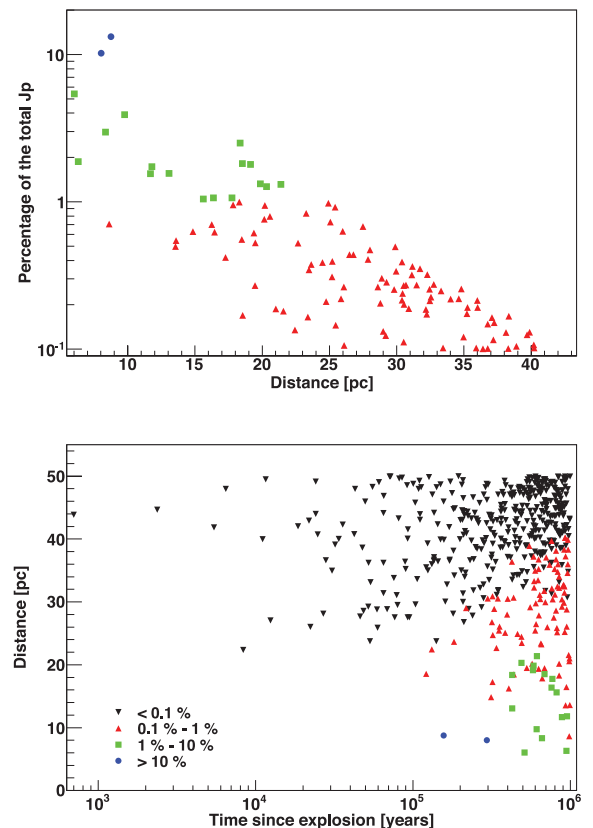 Percentage of the total Jp
10
1
10⁻¹
10 15 20 25 30 35 40
Distance [pc]
Distance [pc]
50
40
30
20
10
0
< 0.1 %
0.1 % - 1 %
1 % - 10 %
> 10 %
10³ 10⁴ 10⁵ 10⁶
Time since explosion [years]